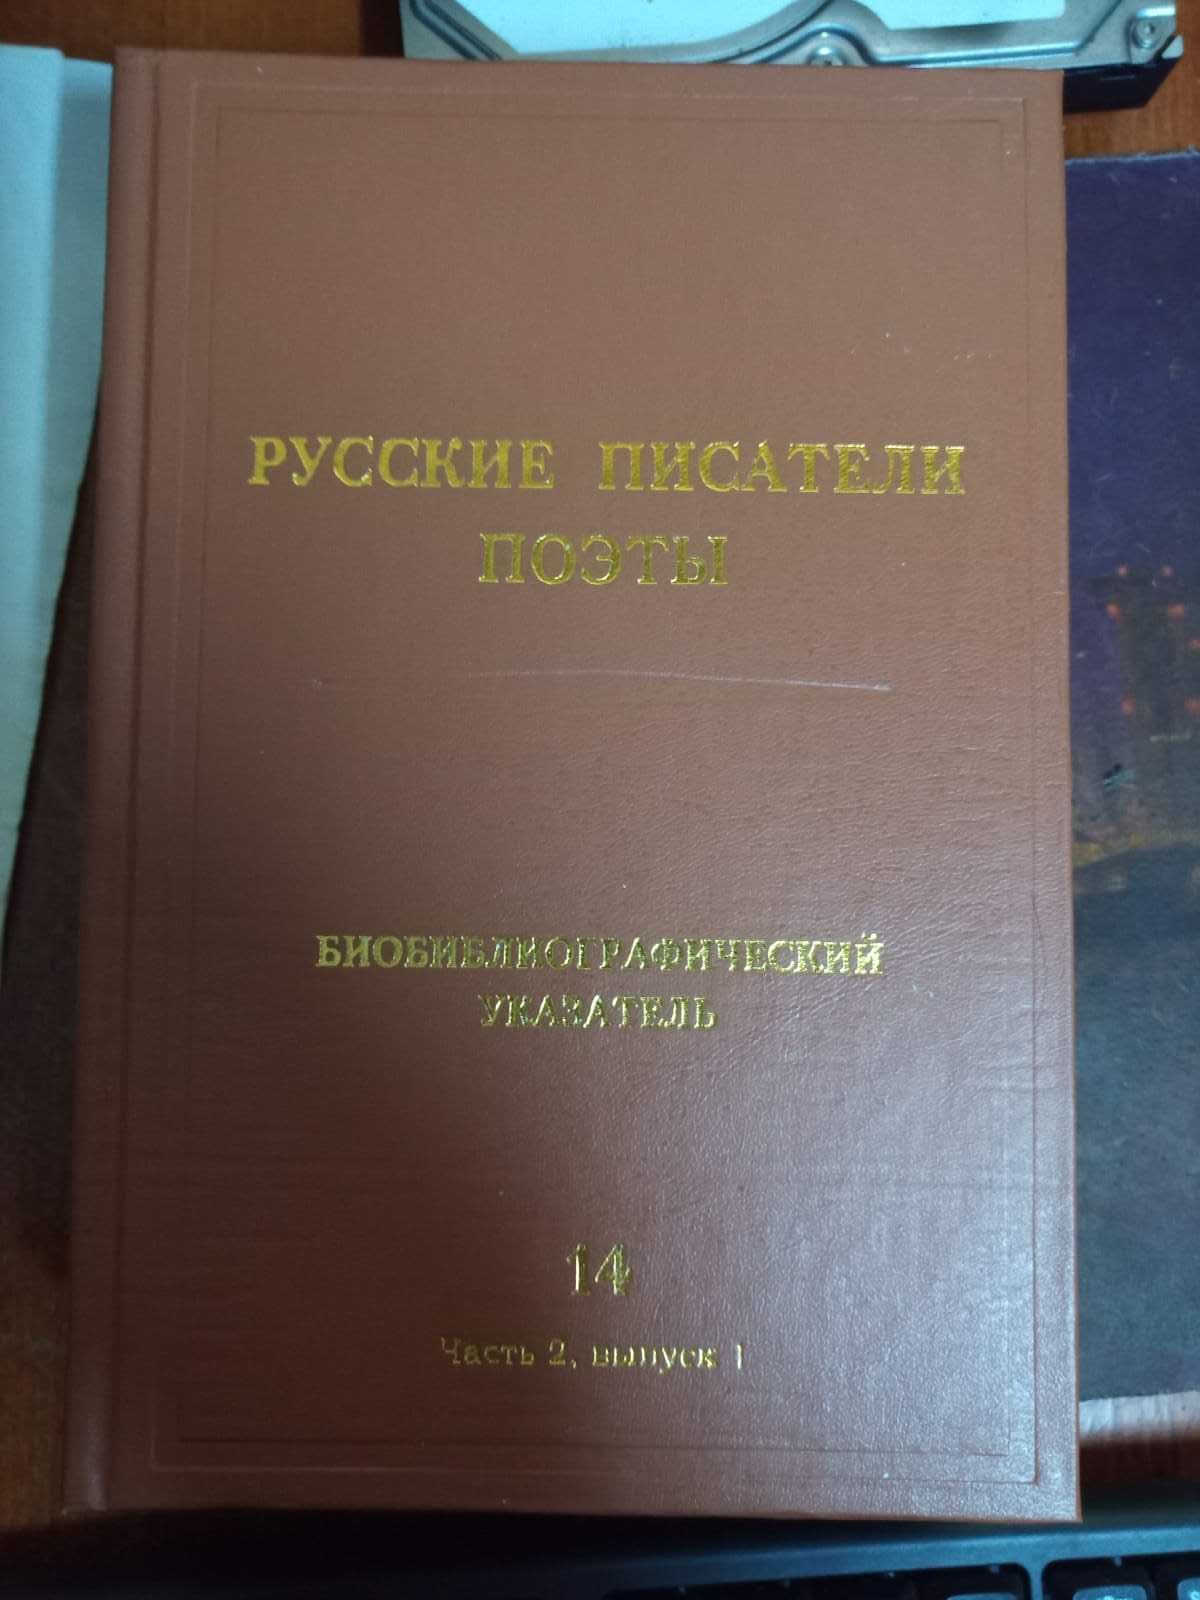 РУССКИЕ ПИСАТЕЛИ
ПОЭТЫ
БИОБИБЛИОГРАФИЧЕСКИЙ
УКАЗАТЕЛЬ
14
Часть 2, выпуск 1